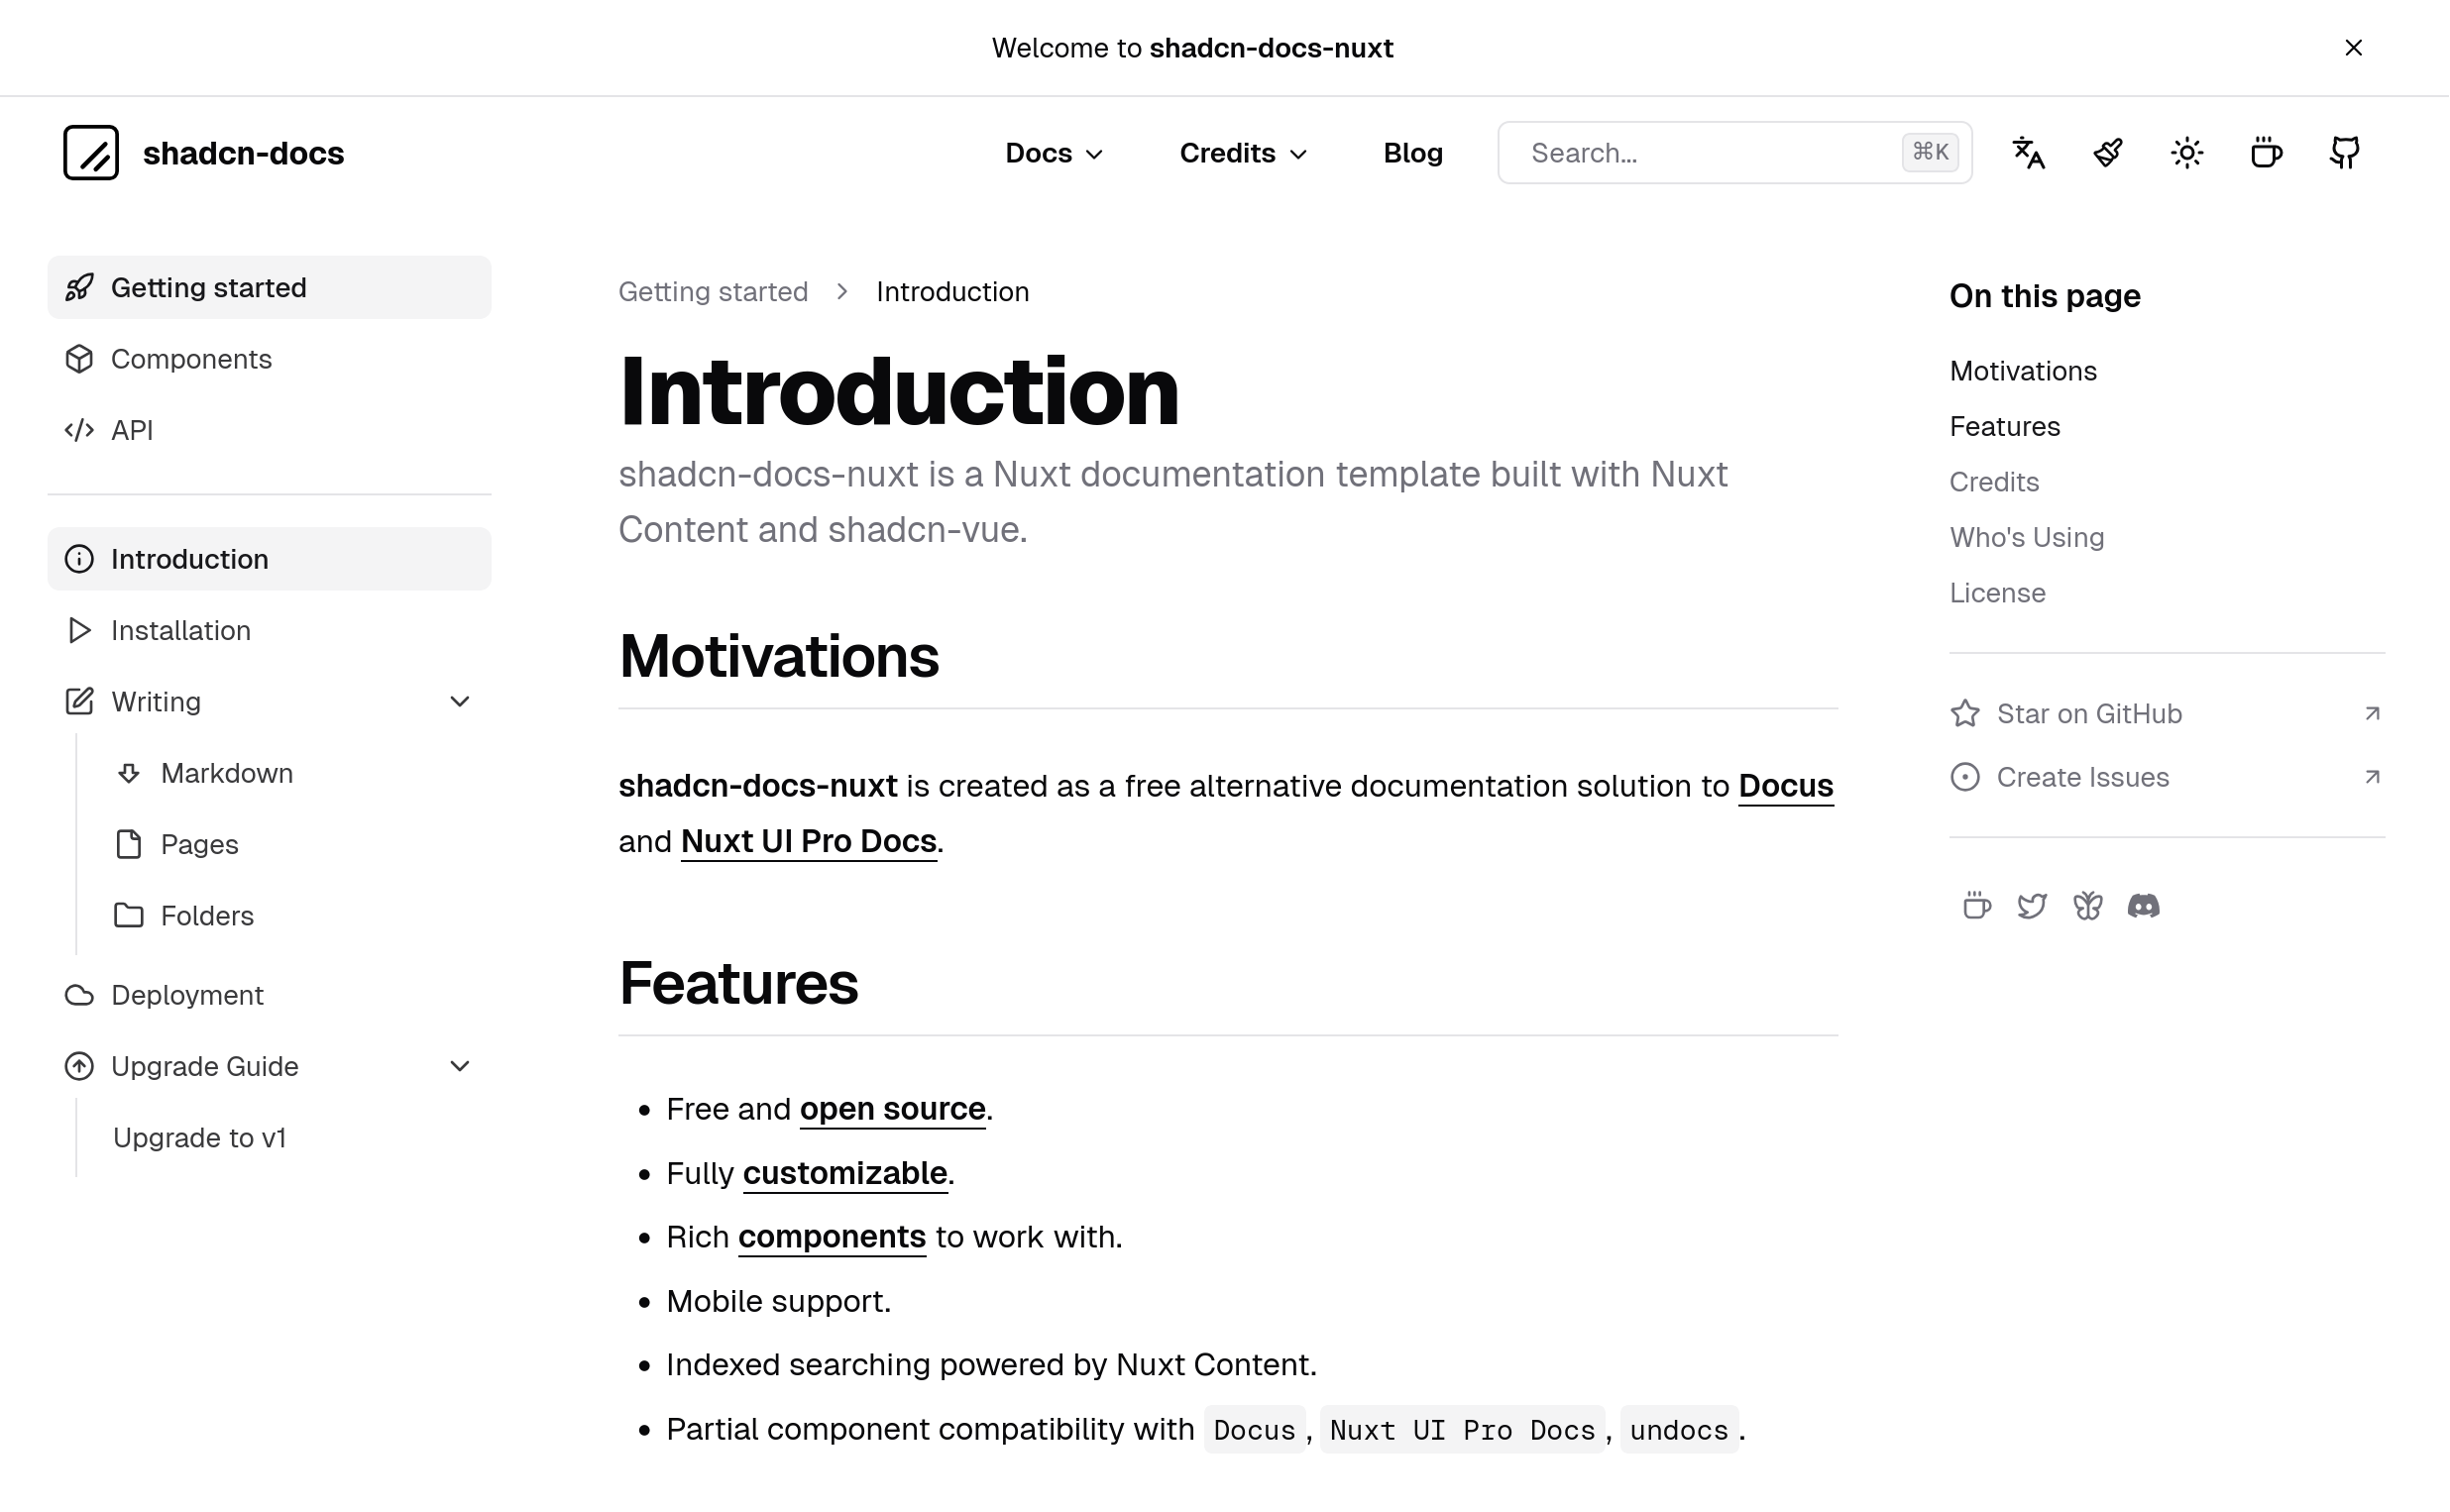 Welcome to shadcn-docs-nuxt
shadcn-docs
Docs
Credits
Blog
Search...
⌘K
Getting started
Components
API
Introduction
Installation
Writing
Markdown
Pages
Folders
Deployment
Upgrade Guide
Upgrade to v1
Getting started > Introduction
Introduction
shadcn-docs-nuxt is a Nuxt documentation template built with Nuxt
Content and shadcn-vue.
Motivations
shadcn-docs-nuxt is created as a free alternative documentation solution to Docus
and Nuxt UI Pro Docs.
Features
• Free and open source.
• Fully customizable.
• Rich components to work with.
• Mobile support.
• Indexed searching powered by Nuxt Content.
• Partial component compatibility with Docus, Nuxt UI Pro Docs, undocs.
On this page
Motivations
Features
Credits
Who's Using
License
Star on GitHub
Create Issues